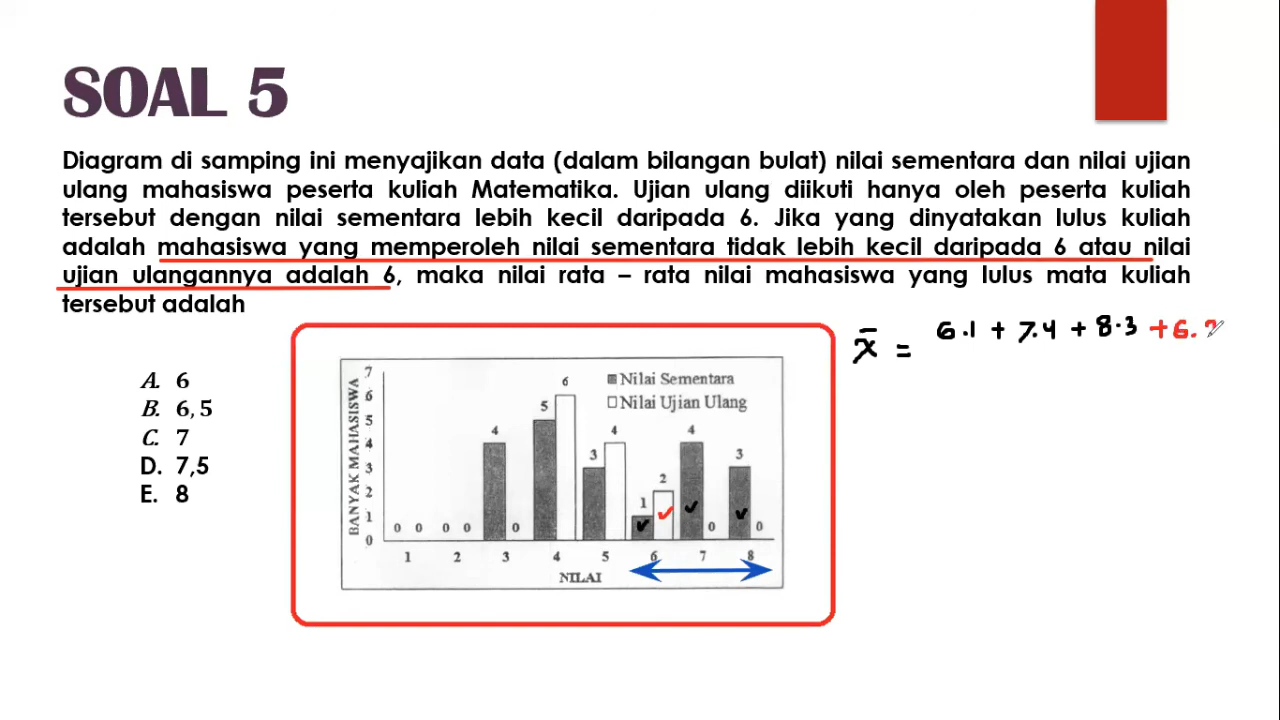 SOAL 5
Diagram di samping ini menyajikan data (dalam bilangan bulat) nilai sementara dan nilai ujian
ulang mahasiswa peserta kuliah Matematika. Ujian ulang diikuti hanya oleh peserta kuliah
tersebut dengan nilai sementara lebih kecil daripada 6. Jika yang dinyatakan lulus kuliah
adalah mahasiswa yang memperoleh nilai sementara tidak lebih kecil daripada 6 atau nilai
ujian ulangannya adalah 6, maka nilai rata – rata nilai mahasiswa yang lulus mata kuliah
tersebut adalah
A. 6
B. 6,5
C. 7
D. 7,5
E. 8
BANYAK MAHASISWA
7
6
5
4
3
2
1
0
Nilai Sementara
Nilai Ujian Ulang
0 0 0 0 4 0 5 6 3 4 1 2 4 0 3 0
1 2 3 4 5 6 7 8
NILAI
x̄ = 6.1 + 7.4 + 8.3 + 6.